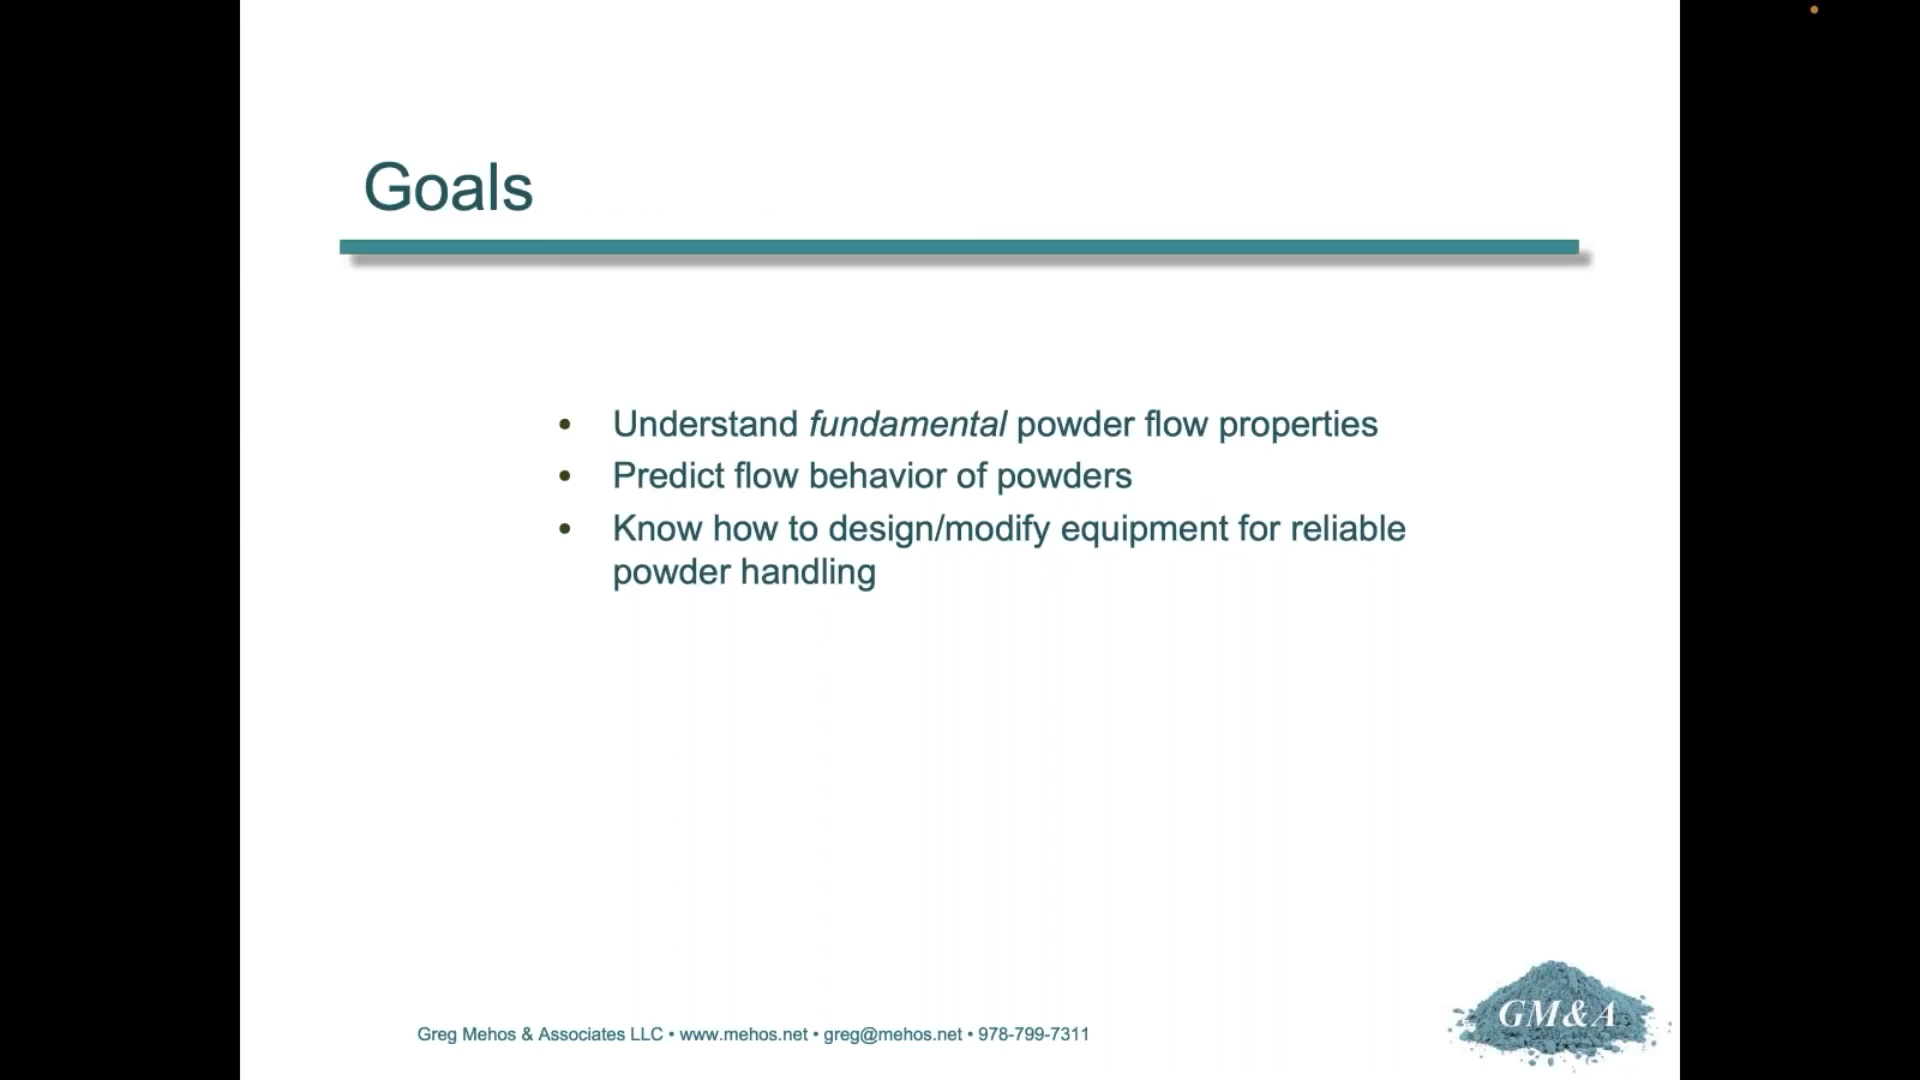 Goals
• Understand fundamental powder flow properties
• Predict flow behavior of powders
• Know how to design/modify equipment for reliable
powder handling
Greg Mehos & Associates LLC • www.mehos.net • greg@mehos.net • 978-799-7311
GM&A